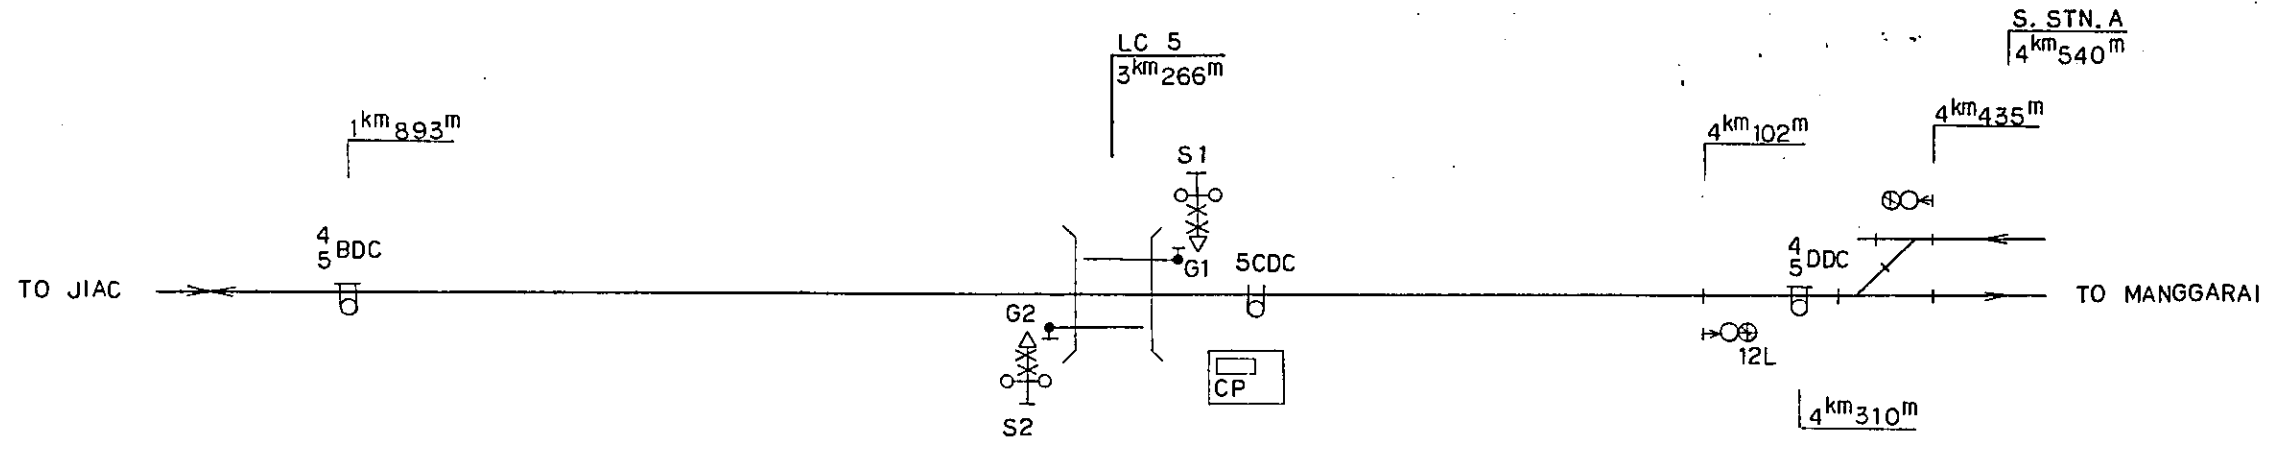 S. STN. A
4km540m
LC 5
3km266m
1km893m
4km102m
4km435m
S1
4
5 BDC
G1
5CDC
4
5 DDC
TO JIAC
TO MANGGARAI
G2
12L
CP
S2
4km310m